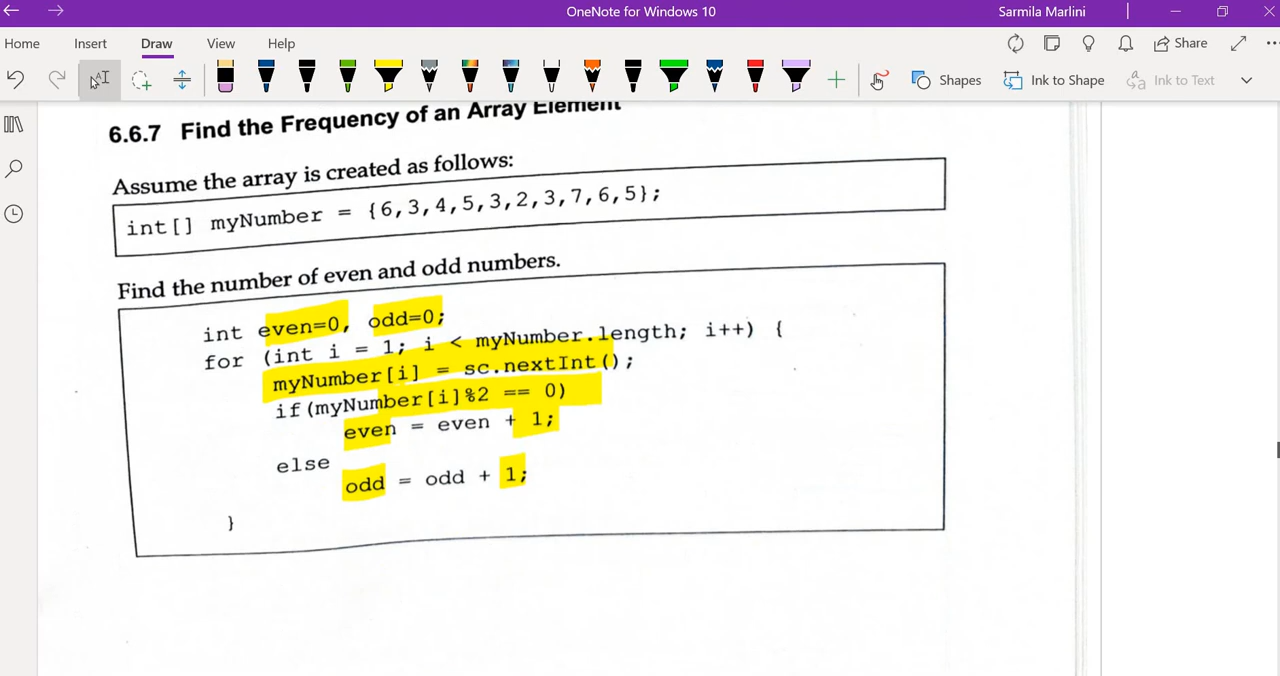 OneNote for Windows 10
Sarmila Marlini
Home Insert Draw View Help
Share
Shapes
Ink to Shape
Ink to Text
6.6.7 Find the Frequency of an Array Element
Assume the array is created as follows:
int[] myNumber = {6,3,4,5,3,2,3,7,6,5};
Find the number of even and odd numbers.
int even=0, odd=0;
for (int i = 1; i < myNumber.length; i++) {
myNumber[i] = sc.nextInt();
if(myNumber[i]%2 == 0)
even = even + 1;
else
odd = odd + 1;
}